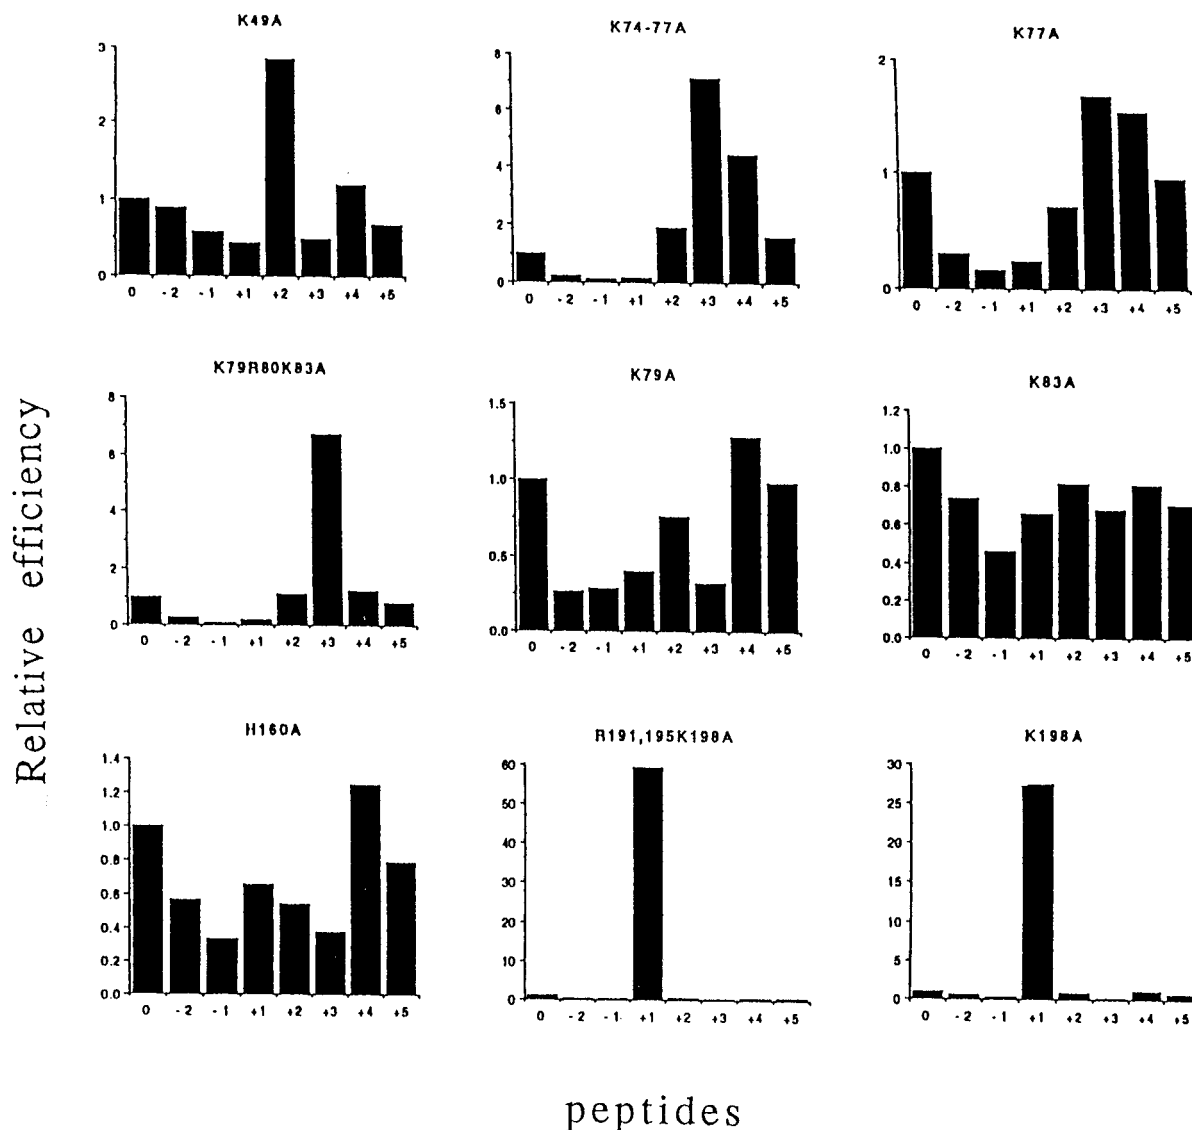 K49A
3
2
1
0
0 -2 -1 +1 +2 +3 +4 +5
K74-77A
8
6
4
2
0
0 -2 -1 +1 +2 +3 +4 +5
K77A
2
1
0
0 -2 -1 +1 +2 +3 +4 +5
K79R80K83A
8
6
4
2
0
0 -2 -1 +1 +2 +3 +4 +5
K79A
1.5
1.0
0.5
0.0
0 -2 -1 +1 +2 +3 +4 +5
K83A
1.2
1.0
0.8
0.6
0.4
0.2
0.0
0 -2 -1 +1 +2 +3 +4 +5
Relative efficiency
H160A
1.4
1.2
1.0
0.8
0.6
0.4
0.2
0.0
0 -2 -1 +1 +2 +3 +4 +5
R191,195K198A
60
50
40
30
20
10
0
0 -2 -1 +1 +2 +3 +4 +5
K198A
30
25
20
15
10
5
0
0 -2 -1 +1 +2 +3 +4 +5
peptides